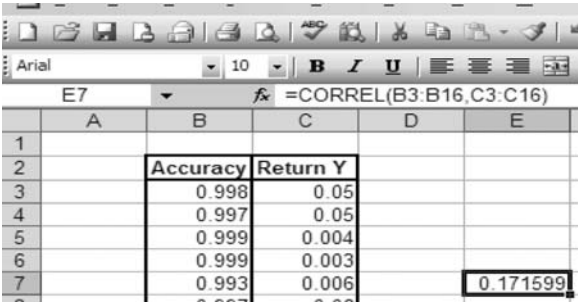 ABC
Arial 10 B I U
E7 fx =CORREL(B3:B16,C3:C16)
A B C D E
1
2 Accuracy Return Y
3 0.998 0.05
4 0.997 0.05
5 0.999 0.004
6 0.999 0.003
7 0.993 0.006 0.171599